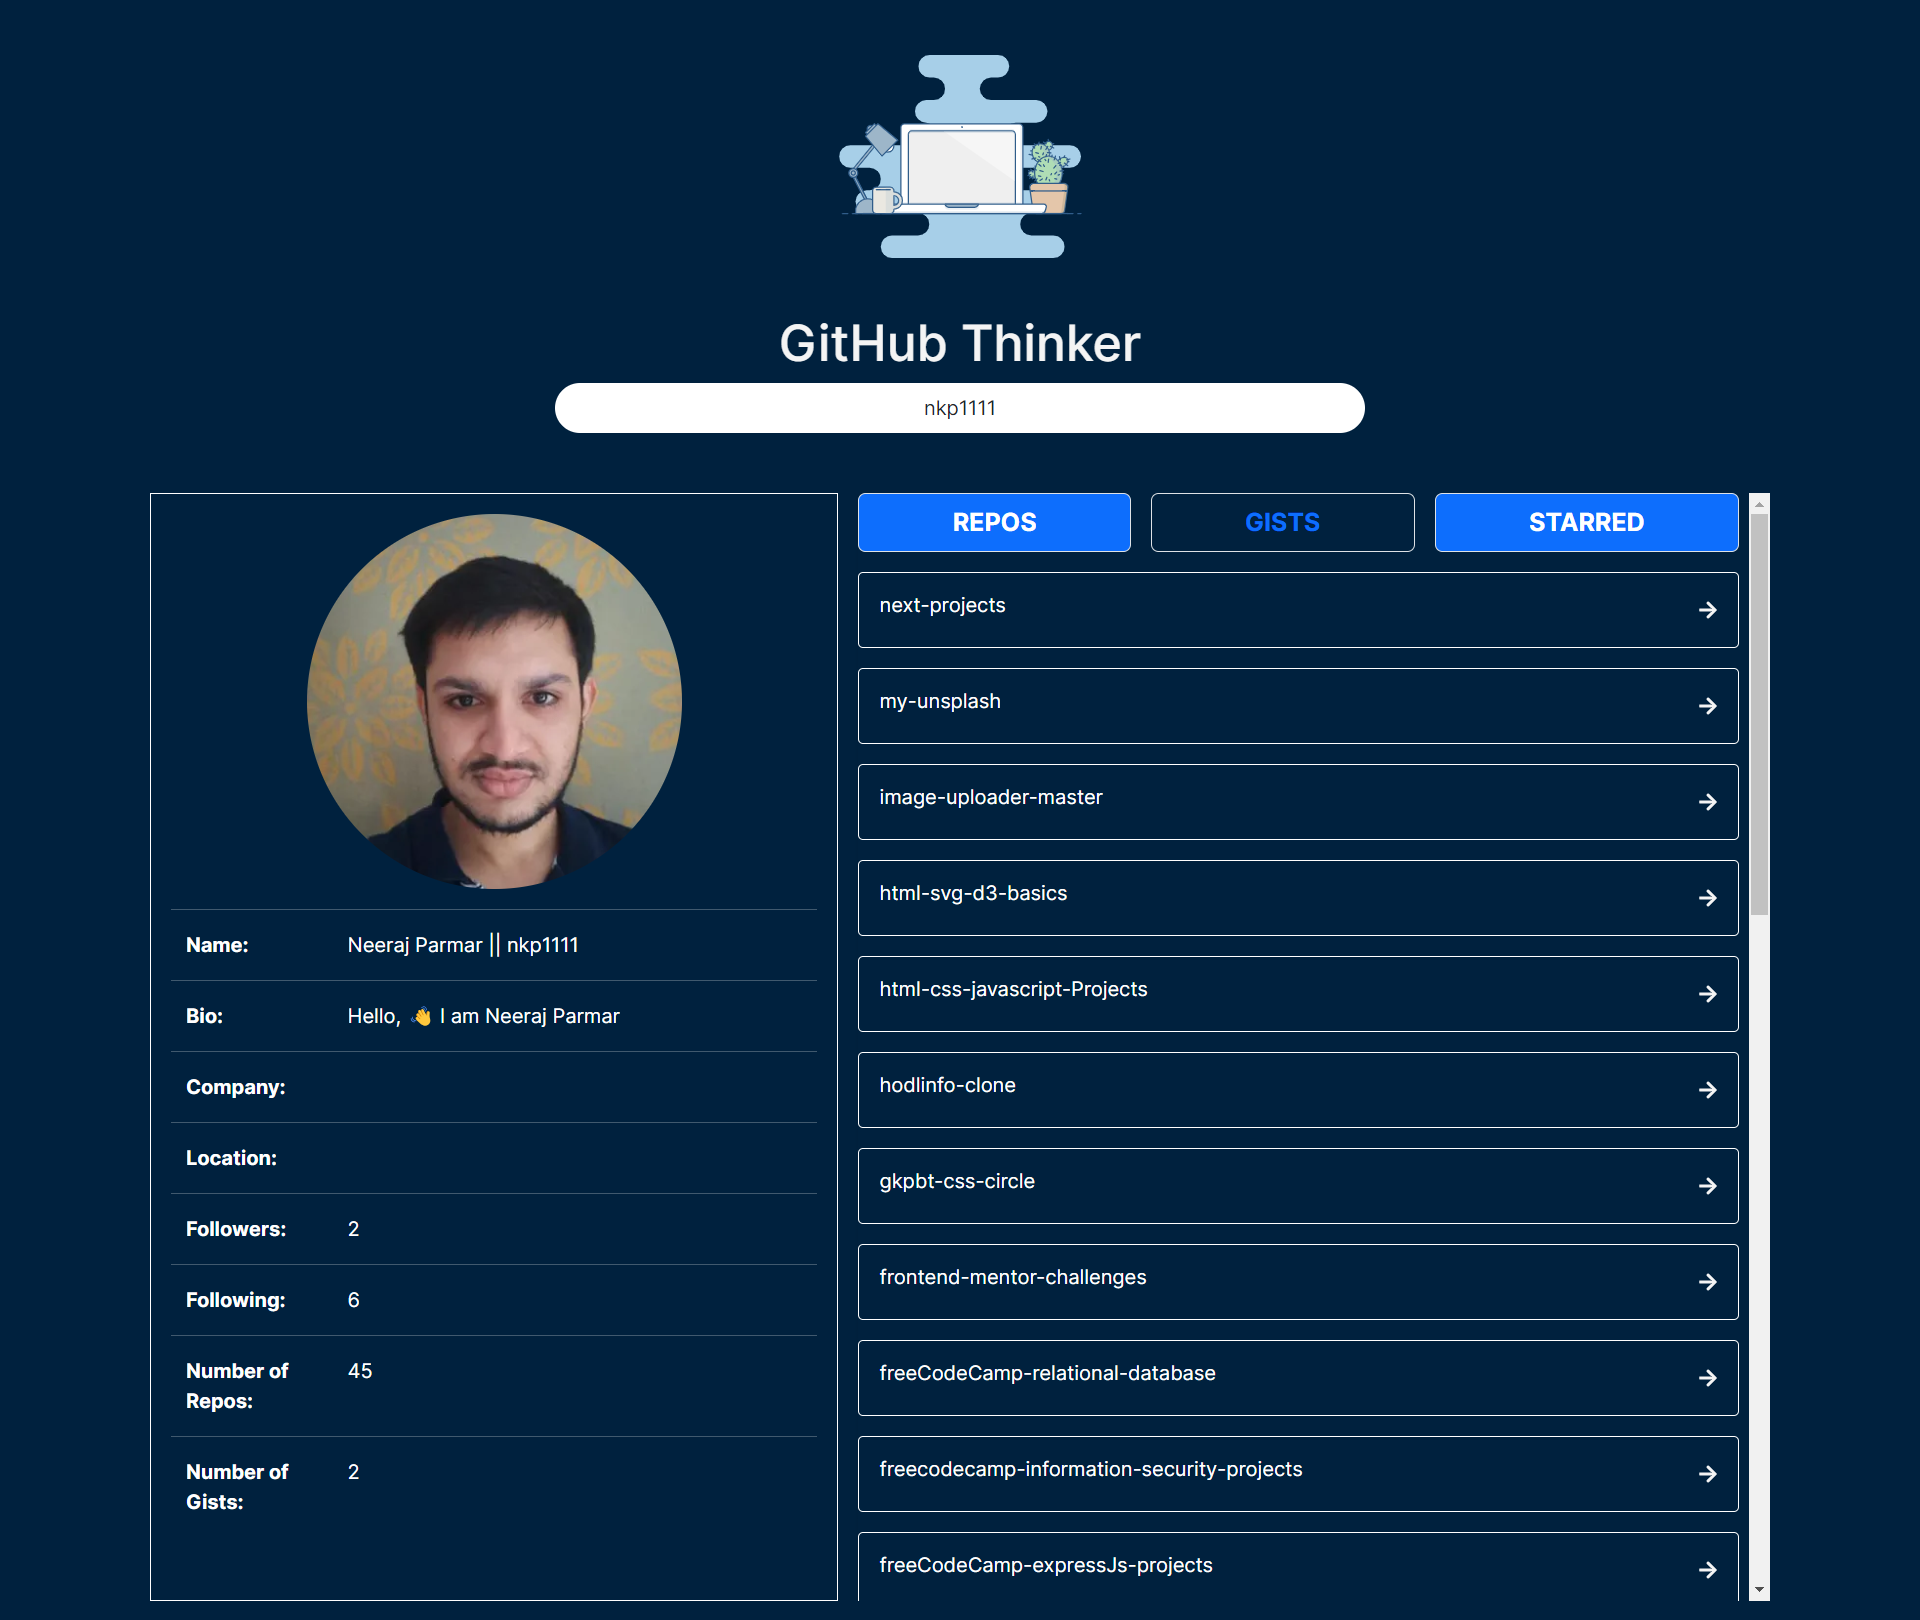 GitHub Thinker
nkp1111
Name: Neeraj Parmar || nkp1111
Bio: Hello, 👋 I am Neeraj Parmar
Company:
Location:
Followers: 2
Following: 6
Number of 45
Repos:
Number of 2
Gists:
REPOS GISTS STARRED
next-projects
my-unsplash
image-uploader-master
html-svg-d3-basics
html-css-javascript-Projects
hodlinfo-clone
gkpbt-css-circle
frontend-mentor-challenges
freeCodeCamp-relational-database
freecodecamp-information-security-projects
freeCodeCamp-expressJs-projects